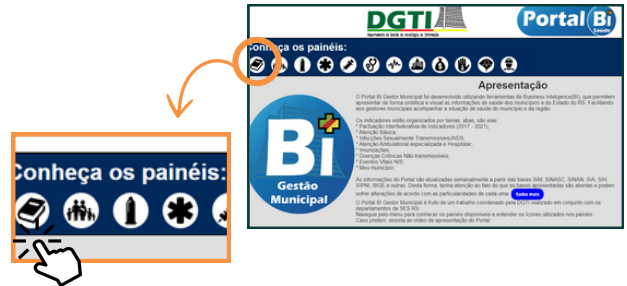 DGTI
Departamento de Gestão da Tecnologia da Informação
Portal Bi
Saúde
Conheça os painéis:
Apresentação
O Portal BI Gestor Municipal foi desenvolvido utilizando ferramentas de Business Inteligence(BI), que permitem
apresentar de forma sintética e visual as informações de saúde dos municípios e do Estado do RS. Facilitando
aos gestores municipais acompanhar a situação de saúde do município e da região.
Os indicadores estão organizados por temas: abas, são elas:
* Pactuação Interfederativa de Indicadores (2017 - 2021);
* Atenção Básica;
* Infecções Sexualmente Transmissíveis/AIDS;
* Atenção Ambulatorial especializada e Hospitalar;
* Imunizações;
* Doenças Crônicas Não-transmissíveis;
* Eventos Vitais NIS;
* Meu município;
As informações do Portal são atualizadas semanalmente a partir das bases SIM, SINASC, SINAN, SIA, SIH,
SIPNI, IBGE e outras. Deste forma, tenha atenção ao fato de que as bases apresentadas são abertas e podem
sofrer alterações de acordo com as particularidades de cada uma. Saiba mais
O Portal BI Gestor Municipal é fruto de um trabalho coordenado pela DGTI realizado em conjunto com os
departamentos da SES RS.
Navegue pelo menu para conhecer os painéis disponíveis e entender os ícones utilizados nos painéis.
Caso prefeir, assista ao vídeo de apresentação do Portal.
Bi
Gestão
Municipal
Conheça os painéis: